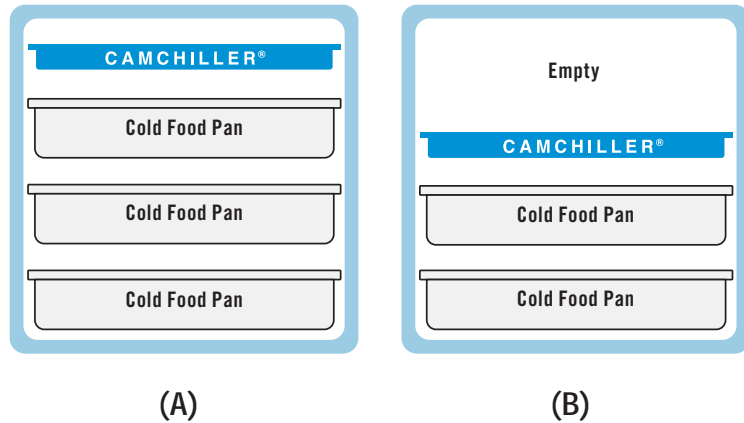 CAMCHILLER®
Cold Food Pan
Cold Food Pan
Cold Food Pan
(A)
Empty
CAMCHILLER®
Cold Food Pan
Cold Food Pan
(B)